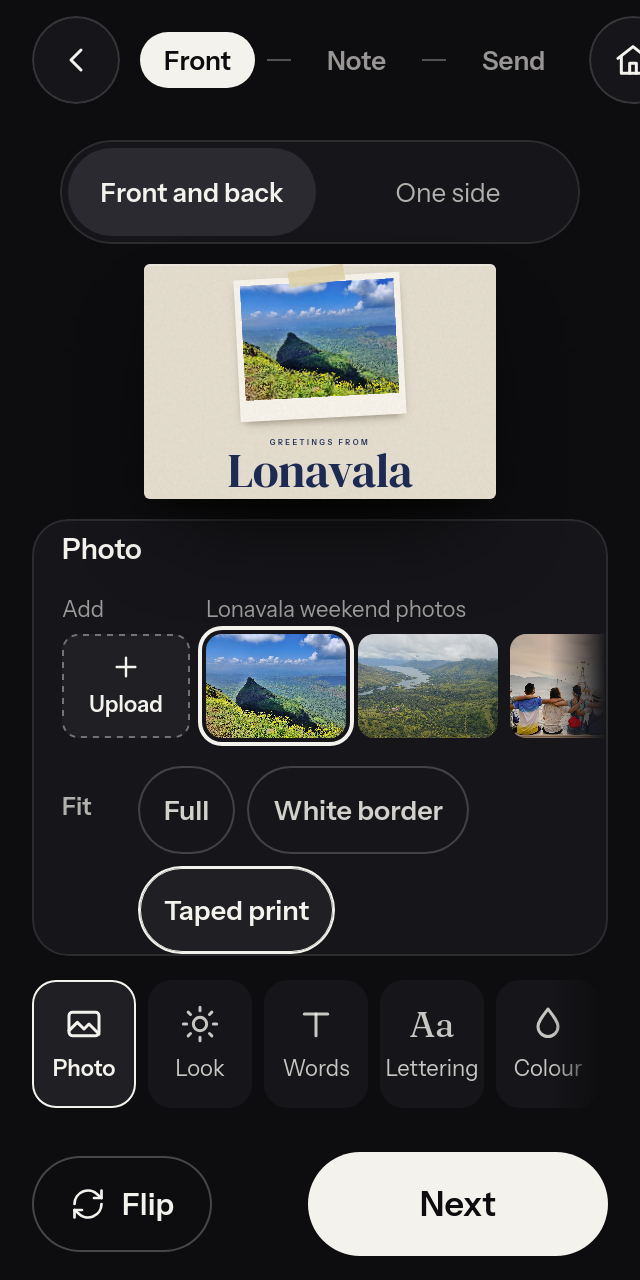 Front
Note
Send
Front and back
One side
GREETINGS FROM
Lonavala
Photo
Add
Lonavala weekend photos
Upload
Fit
Full
White border
Taped print
Photo
Look
Words
Aa
Lettering
Colour
Flip
Next